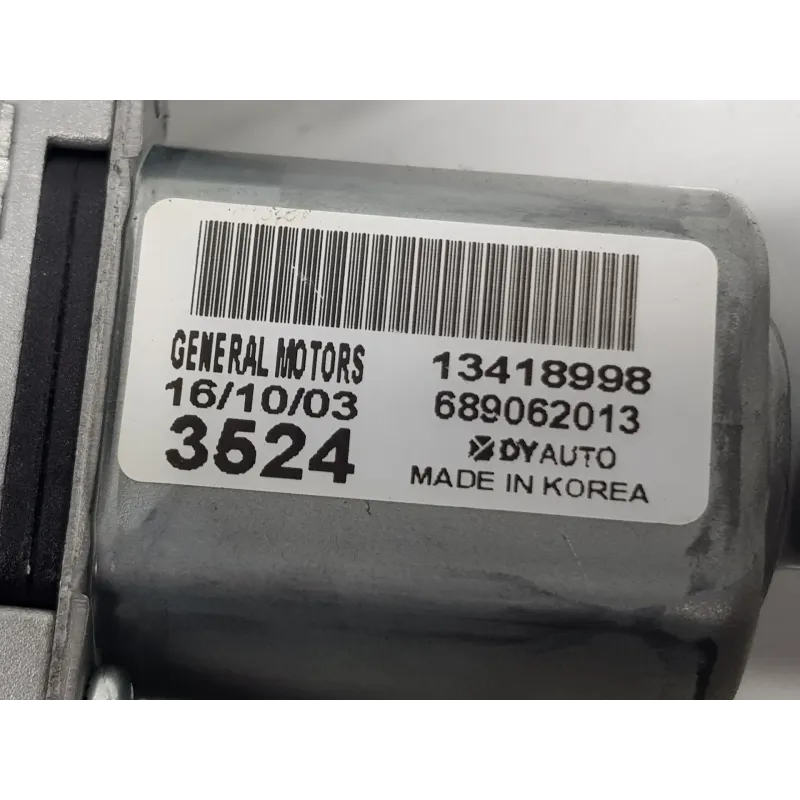 GENERAL MOTORS 13418998
16/10/03 689062013
3524 DYAUTO
MADE IN KOREA